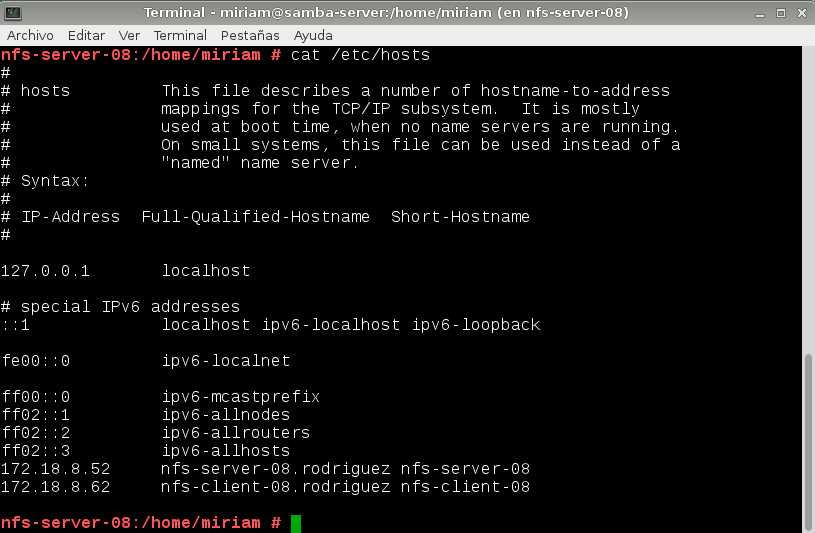 Terminal - miriam@samba-server:/home/miriam (en nfs-server-08)
Archivo Editar Ver Terminal Pestañas Ayuda
nfs-server-08:/home/miriam # cat /etc/hosts
#
# hosts         This file describes a number of hostname-to-address
#               mappings for the TCP/IP subsystem.  It is mostly
#               used at boot time, when no name servers are running.
#               On small systems, this file can be used instead of a
#               "named" name server.
# Syntax:
#
# IP-Address  Full-Qualified-Hostname  Short-Hostname
#
127.0.0.1       localhost
# special IPv6 addresses
::1             localhost ipv6-localhost ipv6-loopback
fe00::0         ipv6-localnet
ff00::0         ipv6-mcastprefix
ff02::1         ipv6-allnodes
ff02::2         ipv6-allrouters
ff02::3         ipv6-allhosts
172.18.8.52     nfs-server-08.rodriguez nfs-server-08
172.18.8.62     nfs-client-08.rodriguez nfs-client-08
nfs-server-08:/home/miriam #